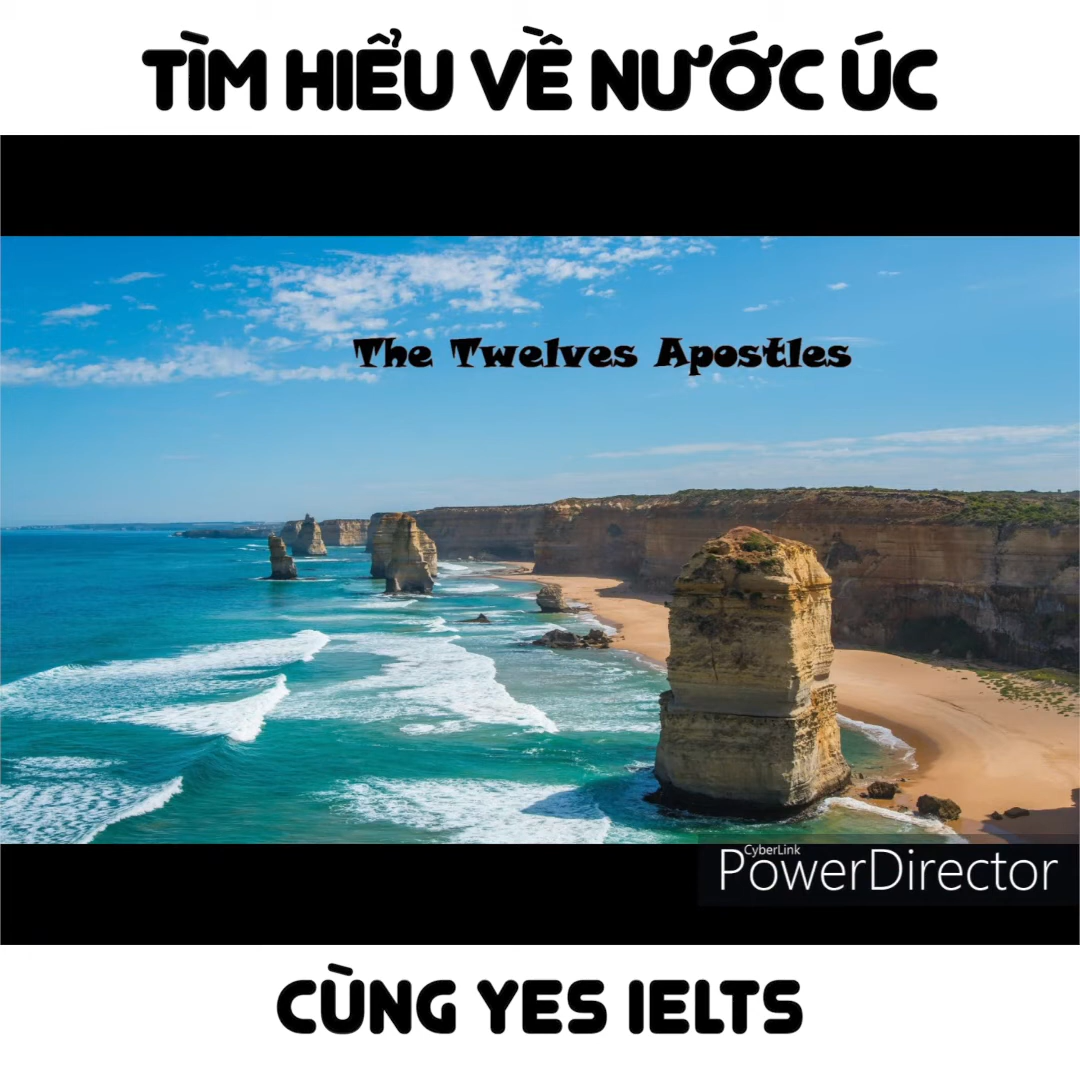 TÌM HIỂU VỀ NƯỚC ÚC
The Twelves Apostles
CyberLink
PowerDirector
CÙNG YES IELTS